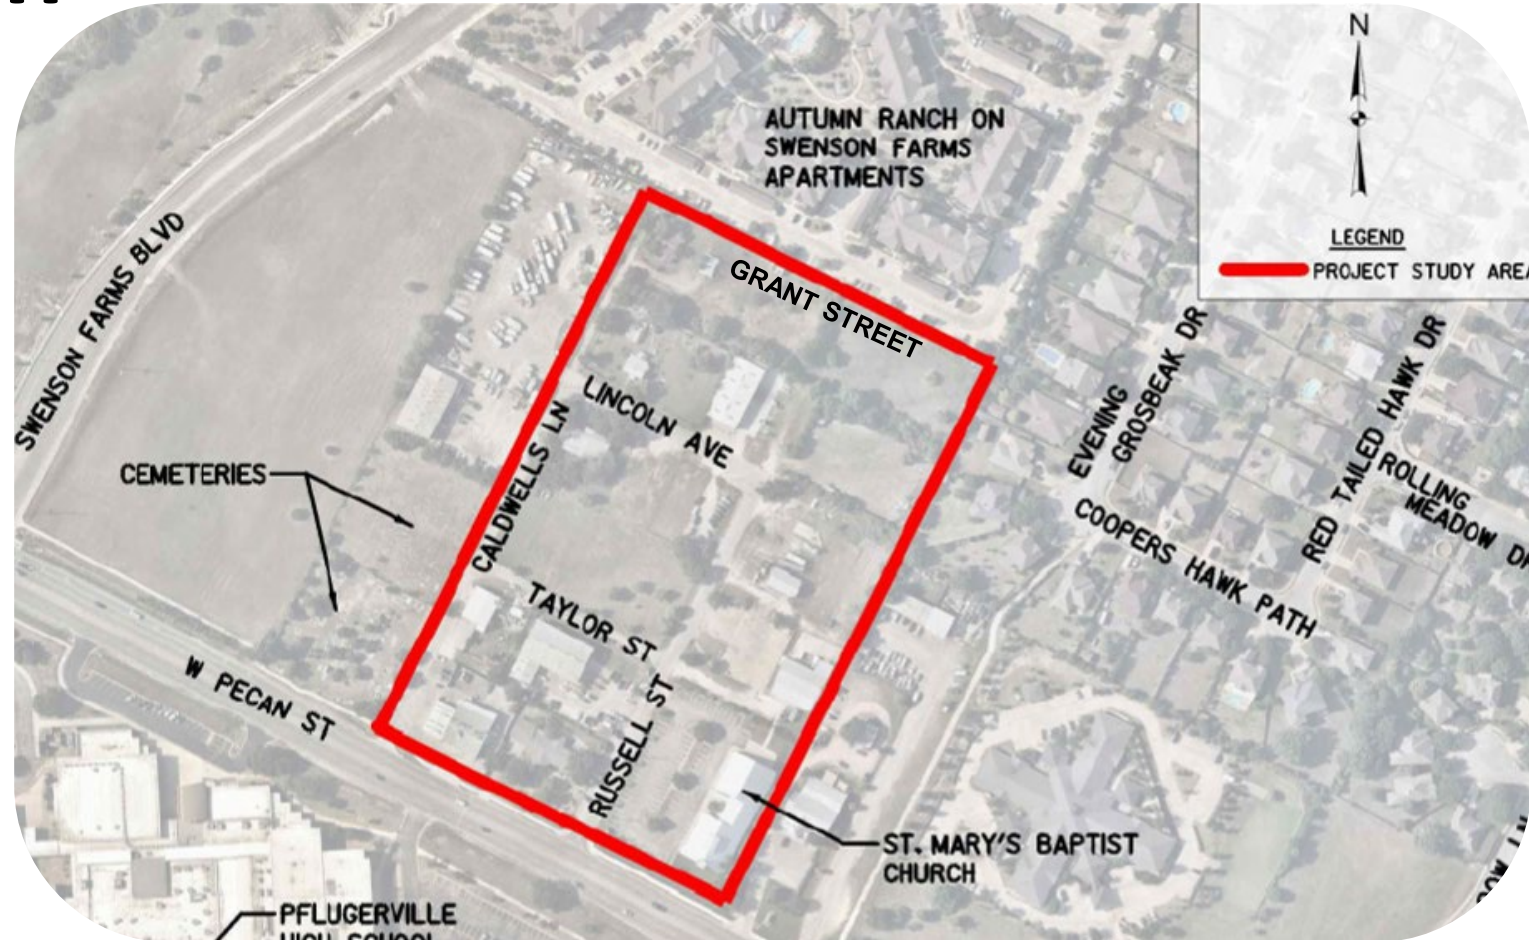 N
LEGEND
PROJECT STUDY AREA
AUTUMN RANCH ON
SWENSON FARMS
APARTMENTS
SWENSON FARMS BLVD
GRANT STREET
LINCOLN AVE
CALDWELLS LN
CEMETERIES
EVENING
GROSBEAK DR
RED TAILED HAWK DR
ROLLING
MEADOW DR
COOPERS HAWK PATH
TAYLOR ST
RUSSELL ST
W PECAN ST
ST. MARY'S BAPTIST
CHURCH
PFLUGERVILLE
HIGH SCHOOL